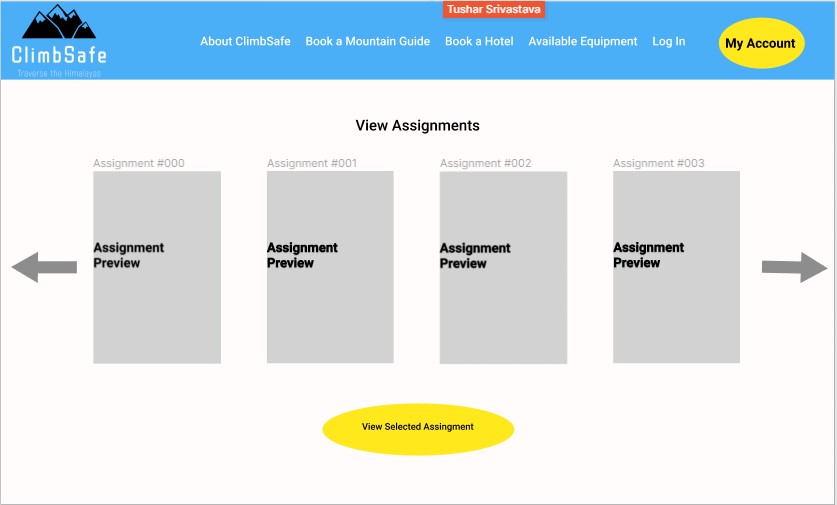 Tushar Srivastava
ClimbSafe
Traverse the Himalayas
About ClimbSafe Book a Mountain Guide Book a Hotel Available Equipment Log In My Account
View Assignments
Assignment #000 Assignment #001 Assignment #002 Assignment #003
Assignment Assignment Assignment Assignment
Preview Preview Preview Preview
View Selected Assingment